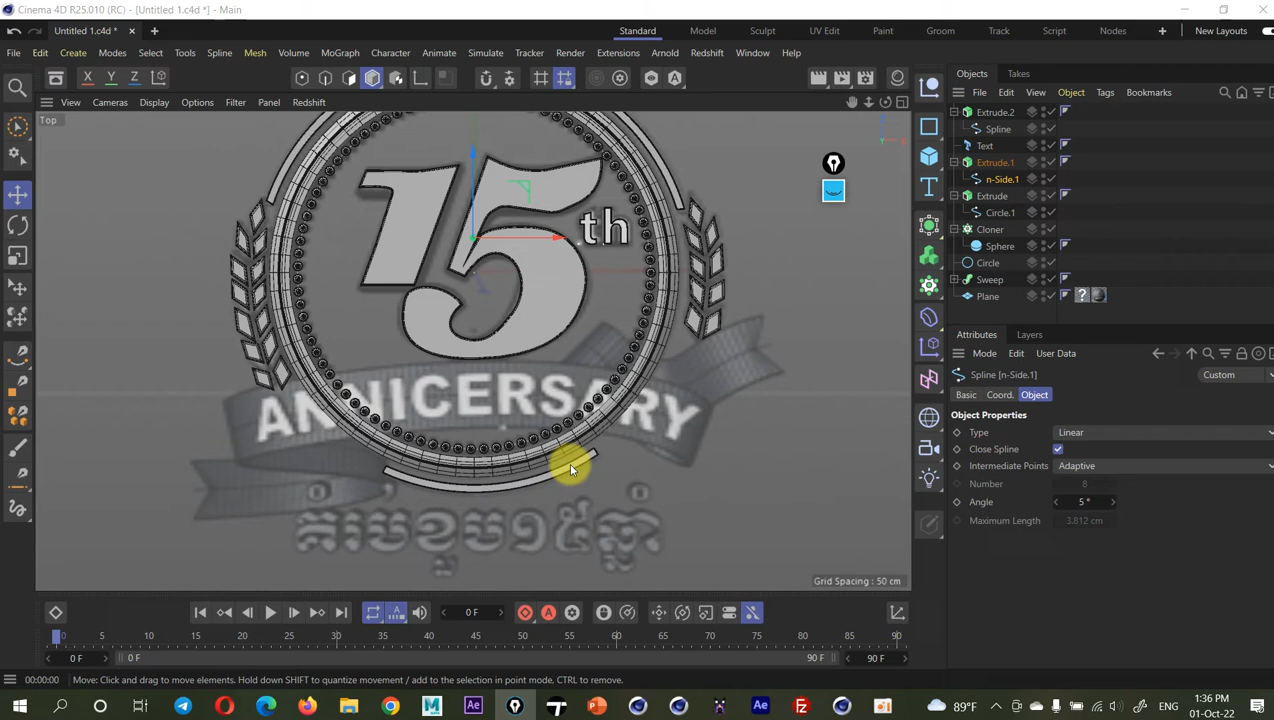 Cinema 4D R25.010 (RC) - [Untitled 1.c4d *] - Main
Untitled 1.c4d *
Standard Model Sculpt UV Edit Paint Groom Track Script Nodes New Layouts
File Edit Create Modes Select Tools Spline Mesh Volume MoGraph Character Animate Simulate Tracker Render Extensions Arnold Redshift Window Help
X Y Z
Objects Takes
View Cameras Display Options Filter Panel Redshift
File Edit View Object Tags Bookmarks
Top
Extrude.2
Spline
Text
Extrude.1
n-Side.1
Extrude
Circle.1
Cloner
Sphere
Circle
Sweep
Plane
15th
ANNICERSARY
Attributes Layers
Mode Edit User Data
Spline [n-Side.1] Custom
Basic Coord. Object
Object Properties
Type Linear
Close Spline
Intermediate Points Adaptive
Number 8
Angle 5 °
Maximum Length 3.812 cm
Grid Spacing : 50 cm
0 F
0 5 10 15 20 25 30 35 40 45 50 55 60 65 70 75 80 85 90
0 F 0 F 90 F 90 F
00:00:00 Move: Click and drag to move elements. Hold down SHIFT to quantize movement / add to the selection in point mode, CTRL to remove.
89°F ENG 1:36 PM
01-Oct-22